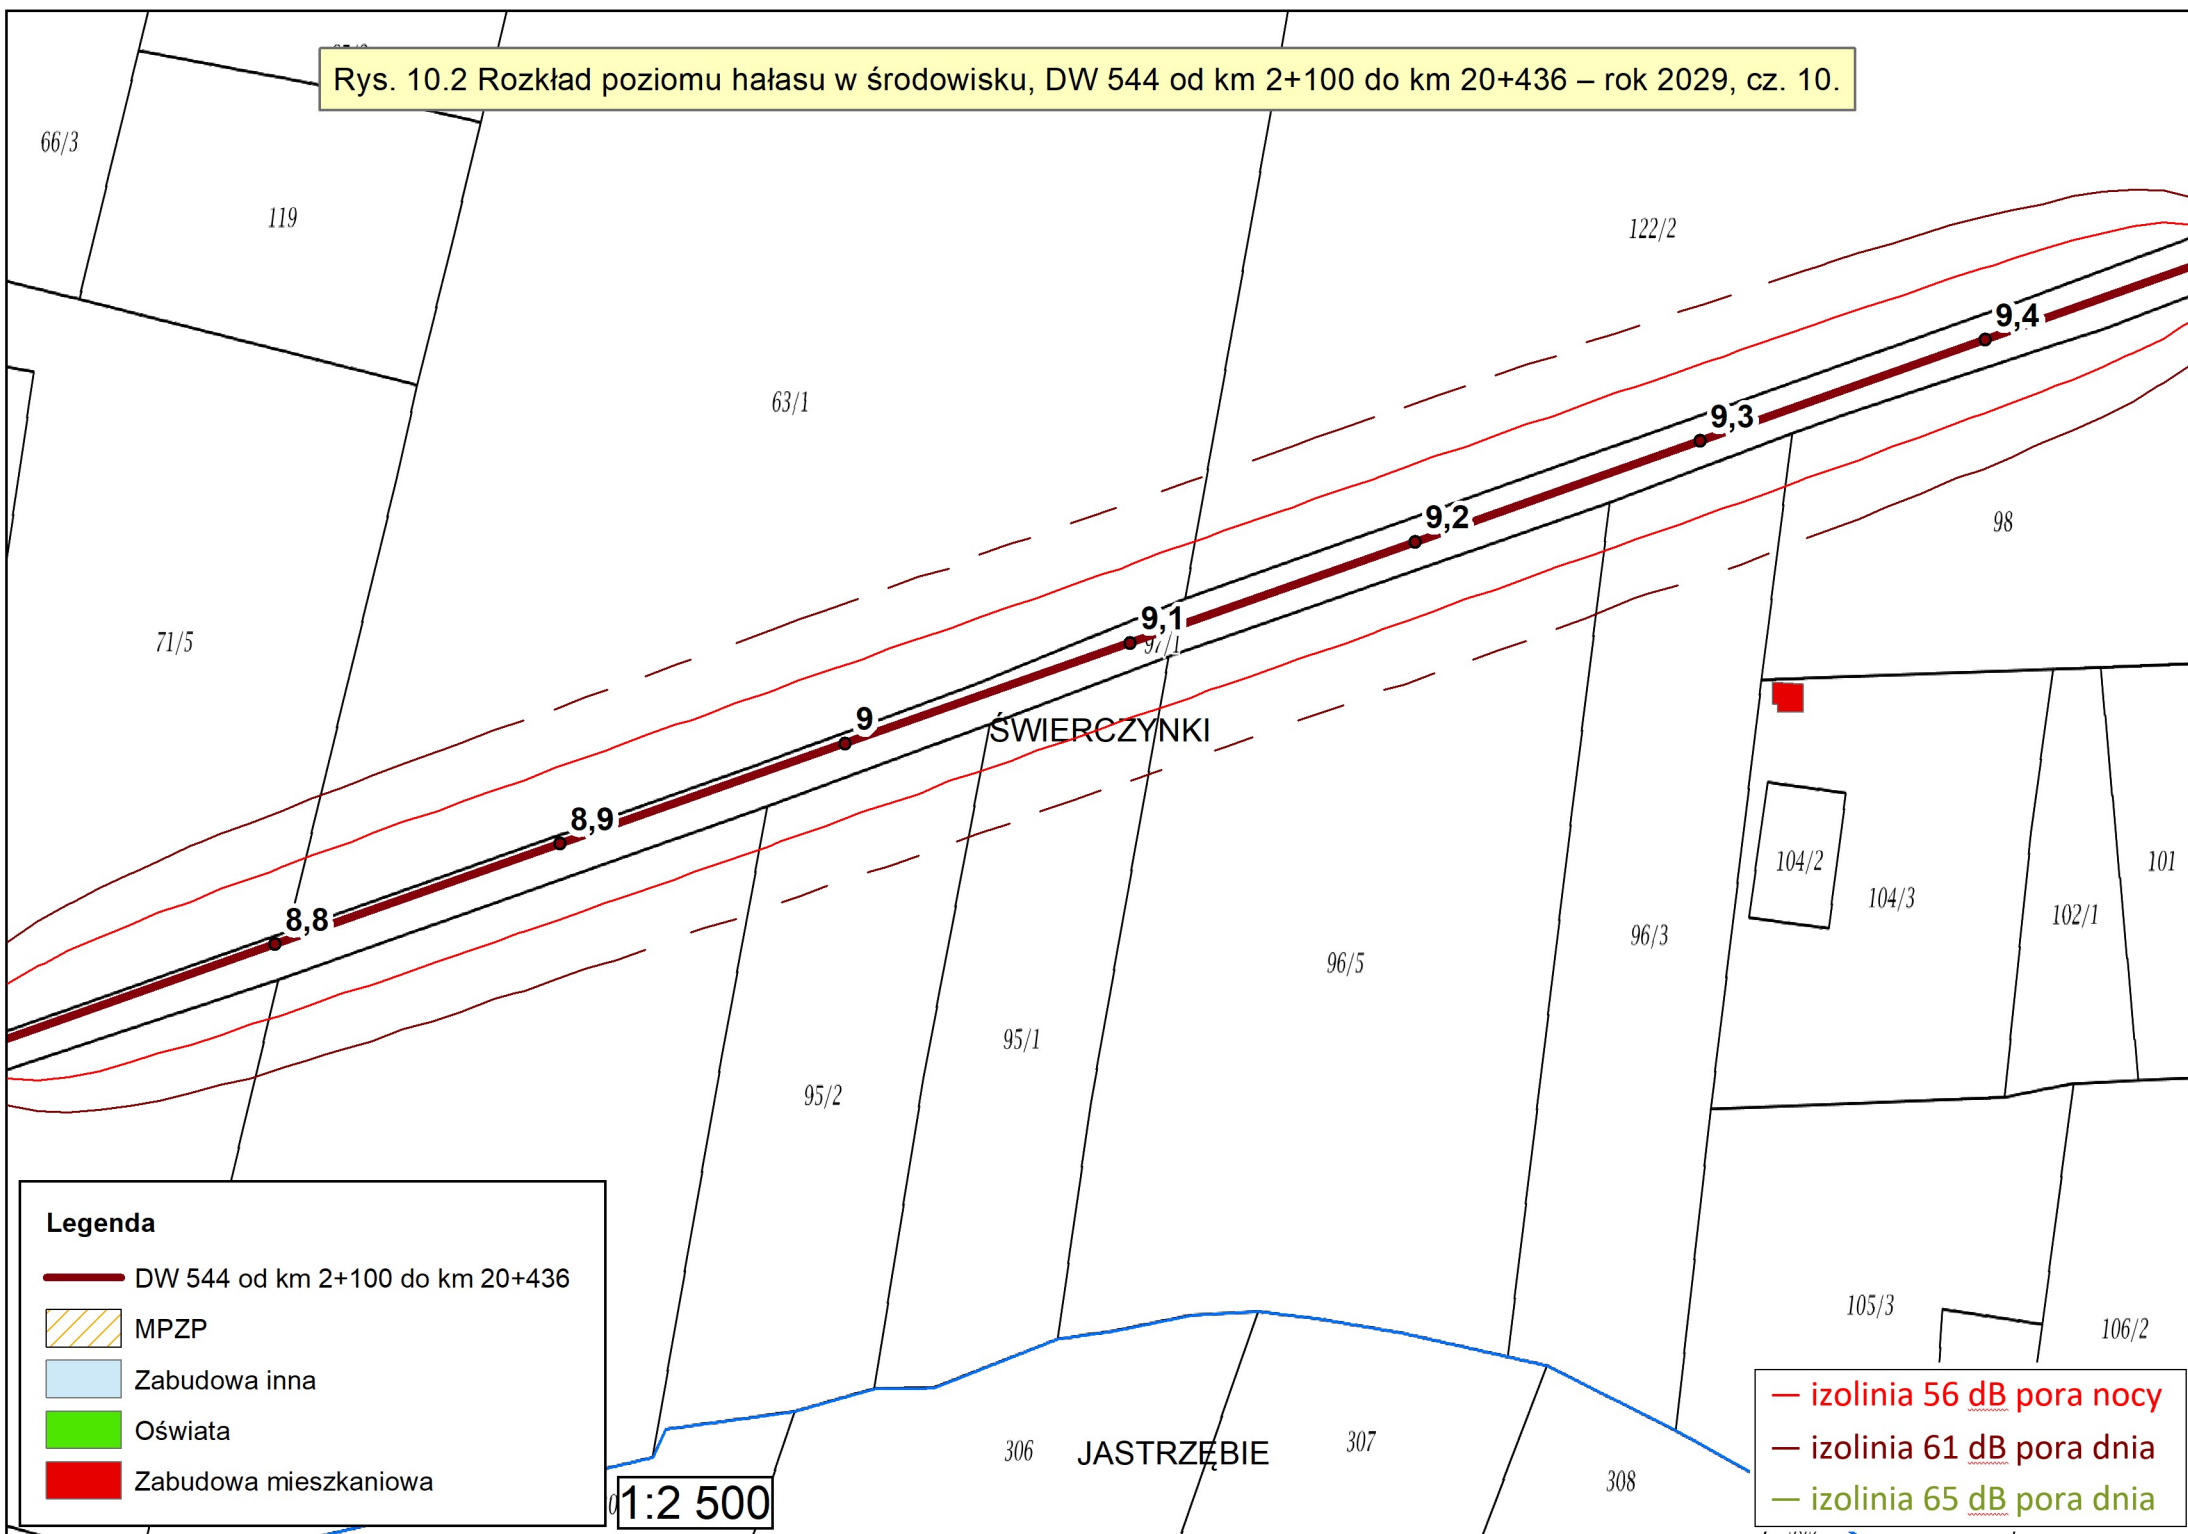 Rys. 10.2 Rozkład poziomu hałasu w środowisku, DW 544 od km 2+100 do km 20+436 – rok 2029, cz. 10.
66/3
119
122/2
9,4
63/1
9,3
9,2
98
9,1
97/1
71/5
9
ŚWIERCZYNKI
8,9
104/2
101
104/3
8,8
102/1
96/3
96/5
95/1
95/2
105/3
106/2
306
JASTRZĘBIE
307
308
Legenda
DW 544 od km 2+100 do km 20+436
MPZP
Zabudowa inna
Oświata
Zabudowa mieszkaniowa
1:2 500
— izolinia 56 dB pora nocy
— izolinia 61 dB pora dnia
— izolinia 65 dB pora dnia